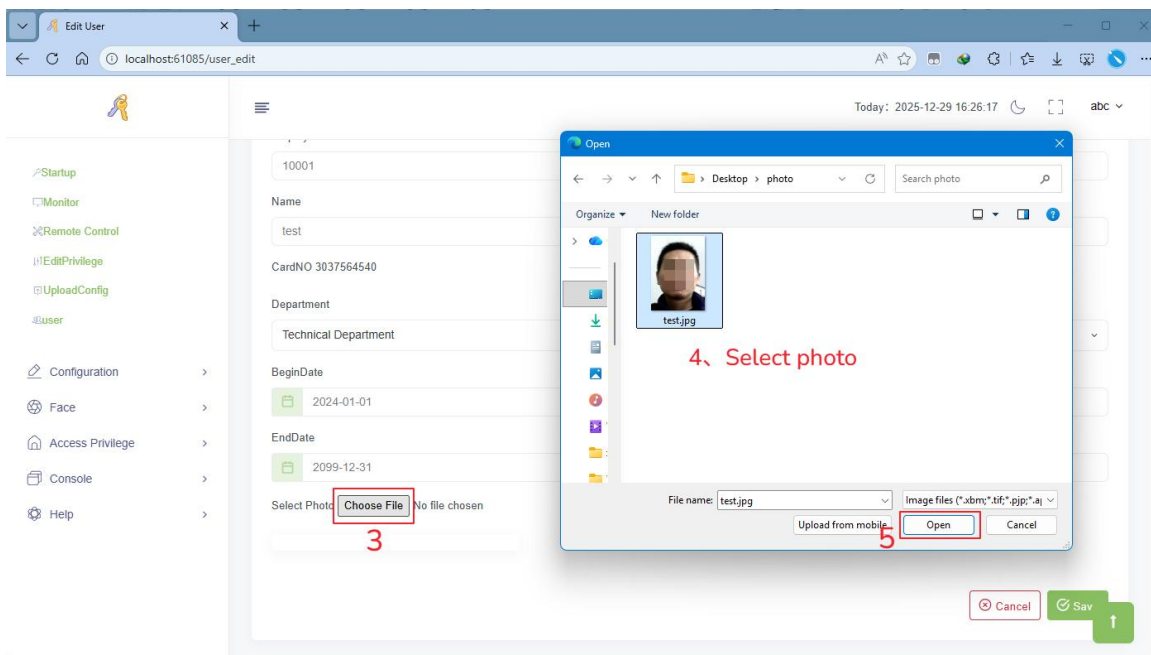 Edit User
localhost:61085/user_edit
Today: 2025-12-29 16:26:17
abc
Startup
Monitor
Remote Control
EditPrivilege
UploadConfig
user
Configuration
Face
Access Privilege
Console
Help
10001
Name
test
CardNO 3037564540
Department
Technical Department
BeginDate
2024-01-01
EndDate
2099-12-31
Select Photo Choose File No file chosen
3
Open
Desktop > photo
Search photo
Organize New folder
test.jpg
4、Select photo
File name: test.jpg Image files (*.xbm;*.tif;*.pjp;*.aj
Upload from mobile Open Cancel
5
Cancel Sav